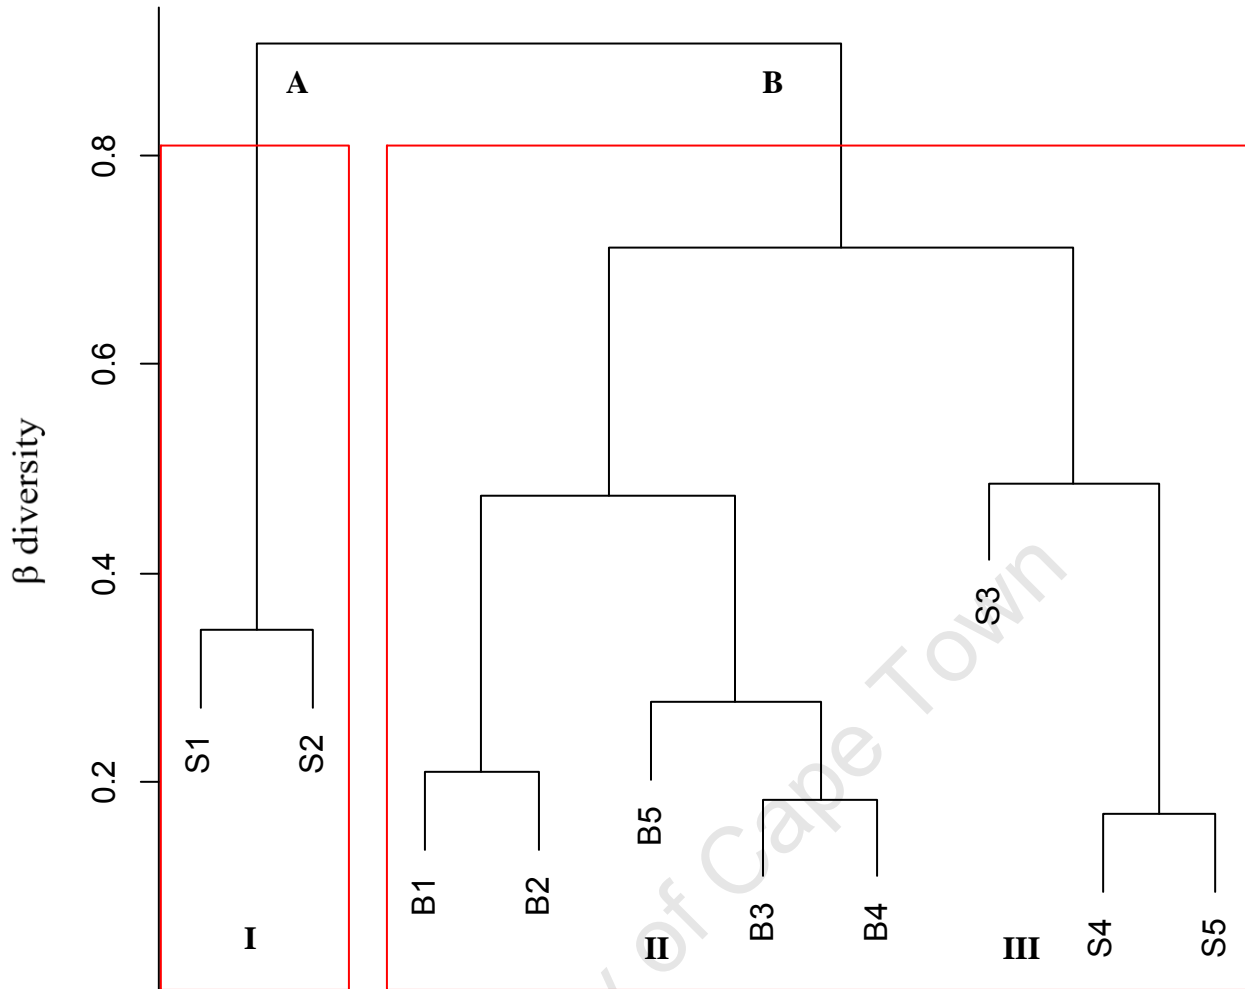 A
B
0.8
0.6
0.4
0.2
β diversity
S1
S2
B1
B2
B5
B3
B4
S3
S4
S5
I
II
III
y of Cape Town